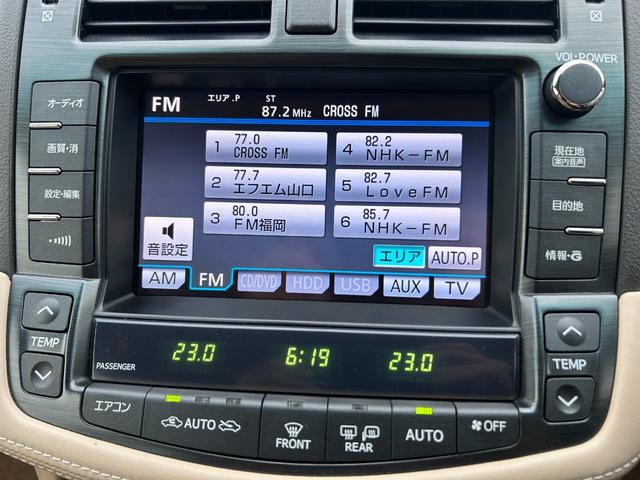 VOL・POWER
オーディオ
画質・消
設定・編集
FM
エリア.P
ST
87.2 MHz
CROSS FM
1 77.0 CROSS FM
2 77.7 エフエム山口
3 80.0 FM福岡
4 82.2 NHK-FM
5 82.7 LoveFM
6 85.7 NHK-FM
音設定
エリア
AUTO.P
AM
FM
CD/DVD
HDD
USB
AUX
TV
現在地
案内音声
目的地
情報・G
TEMP
TEMP
23.0
6:19
23.0
PASSENGER
エアコン
AUTO
FRONT
REAR
AUTO
OFF